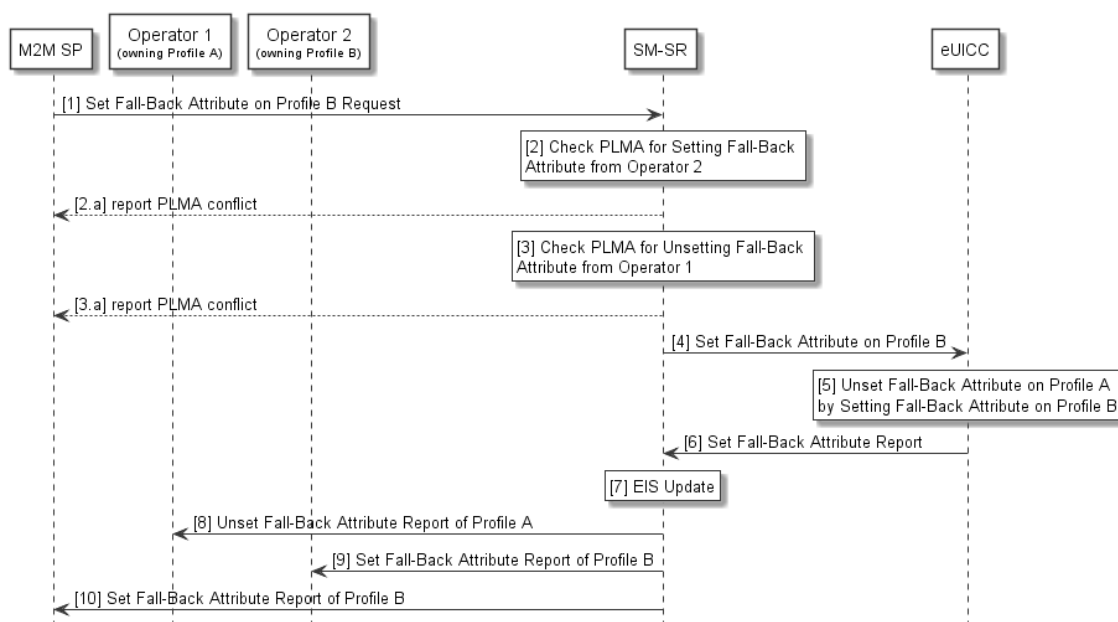 M2M SP
Operator 1
(owning Profile A)
Operator 2
(owning Profile B)
SM-SR
eUICC
[1] Set Fall-Back Attribute on Profile B Request
[2] Check PLMA for Setting Fall-Back
Attribute from Operator 2
[2.a] report PLMA conflict
[3] Check PLMA for Unsetting Fall-Back
Attribute from Operator 1
[3.a] report PLMA conflict
[4] Set Fall-Back Attribute on Profile B
[5] Unset Fall-Back Attribute on Profile A
by Setting Fall-Back Attribute on Profile B
[6] Set Fall-Back Attribute Report
[7] EIS Update
[8] Unset Fall-Back Attribute Report of Profile A
[9] Set Fall-Back Attribute Report of Profile B
[10] Set Fall-Back Attribute Report of Profile B